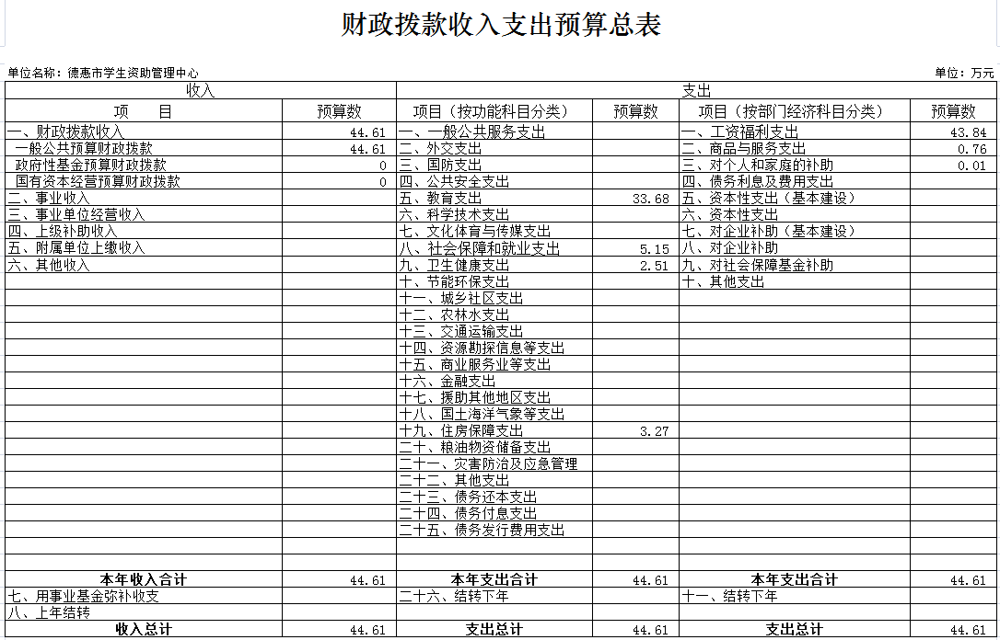 财政拨款收入支出预算总表
单位名称：德惠市学生资助管理中心 单位：万元
收入 支出
项 目 预算数 项目（按功能科目分类） 预算数 项目（按部门经济科目分类） 预算数
一、财政拨款收入 44.61 一、一般公共服务支出 一、工资福利支出 43.84
一般公共预算财政拨款 44.61 二、外交支出 二、商品与服务支出 0.76
政府性基金预算财政拨款 0 三、国防支出 三、对个人和家庭的补助 0.01
国有资本经营预算财政拨款 0 四、公共安全支出 四、债务利息及费用支出
二、事业收入 五、教育支出 33.68 五、资本性支出（基本建设）
三、事业单位经营收入 六、科学技术支出 六、资本性支出
四、上级补助收入 七、文化体育与传媒支出 七、对企业补助（基本建设）
五、附属单位上缴收入 八、社会保障和就业支出 5.15 八、对企业补助
六、其他收入 九、卫生健康支出 2.51 九、对社会保障基金补助
十、节能环保支出 十、其他支出
十一、城乡社区支出
十二、农林水支出
十三、交通运输支出
十四、资源勘探信息等支出
十五、商业服务业等支出
十六、金融支出
十七、援助其他地区支出
十八、国土海洋气象等支出
十九、住房保障支出 3.27
二十、粮油物资储备支出
二十一、灾害防治及应急管理
二十二、其他支出
二十三、债务还本支出
二十四、债务付息支出
二十五、债务发行费用支出
本年收入合计 44.61 本年支出合计 44.61 本年支出合计 44.61
七、用事业基金弥补收支 二十六、结转下年 十一、结转下年
八、上年结转
收入总计 44.61 支出总计 44.61 支出总计 44.61